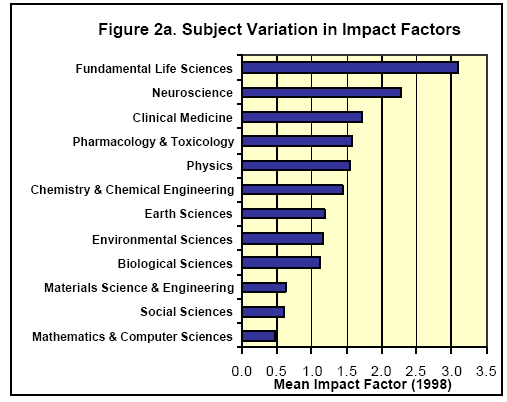 Figure 2a. Subject Variation in Impact Factors
Fundamental Life Sciences
Neuroscience
Clinical Medicine
Pharmacology & Toxicology
Physics
Chemistry & Chemical Engineering
Earth Sciences
Environmental Sciences
Biological Sciences
Materials Science & Engineering
Social Sciences
Mathematics & Computer Sciences
0.0 0.5 1.0 1.5 2.0 2.5 3.0 3.5
Mean Impact Factor (1998)